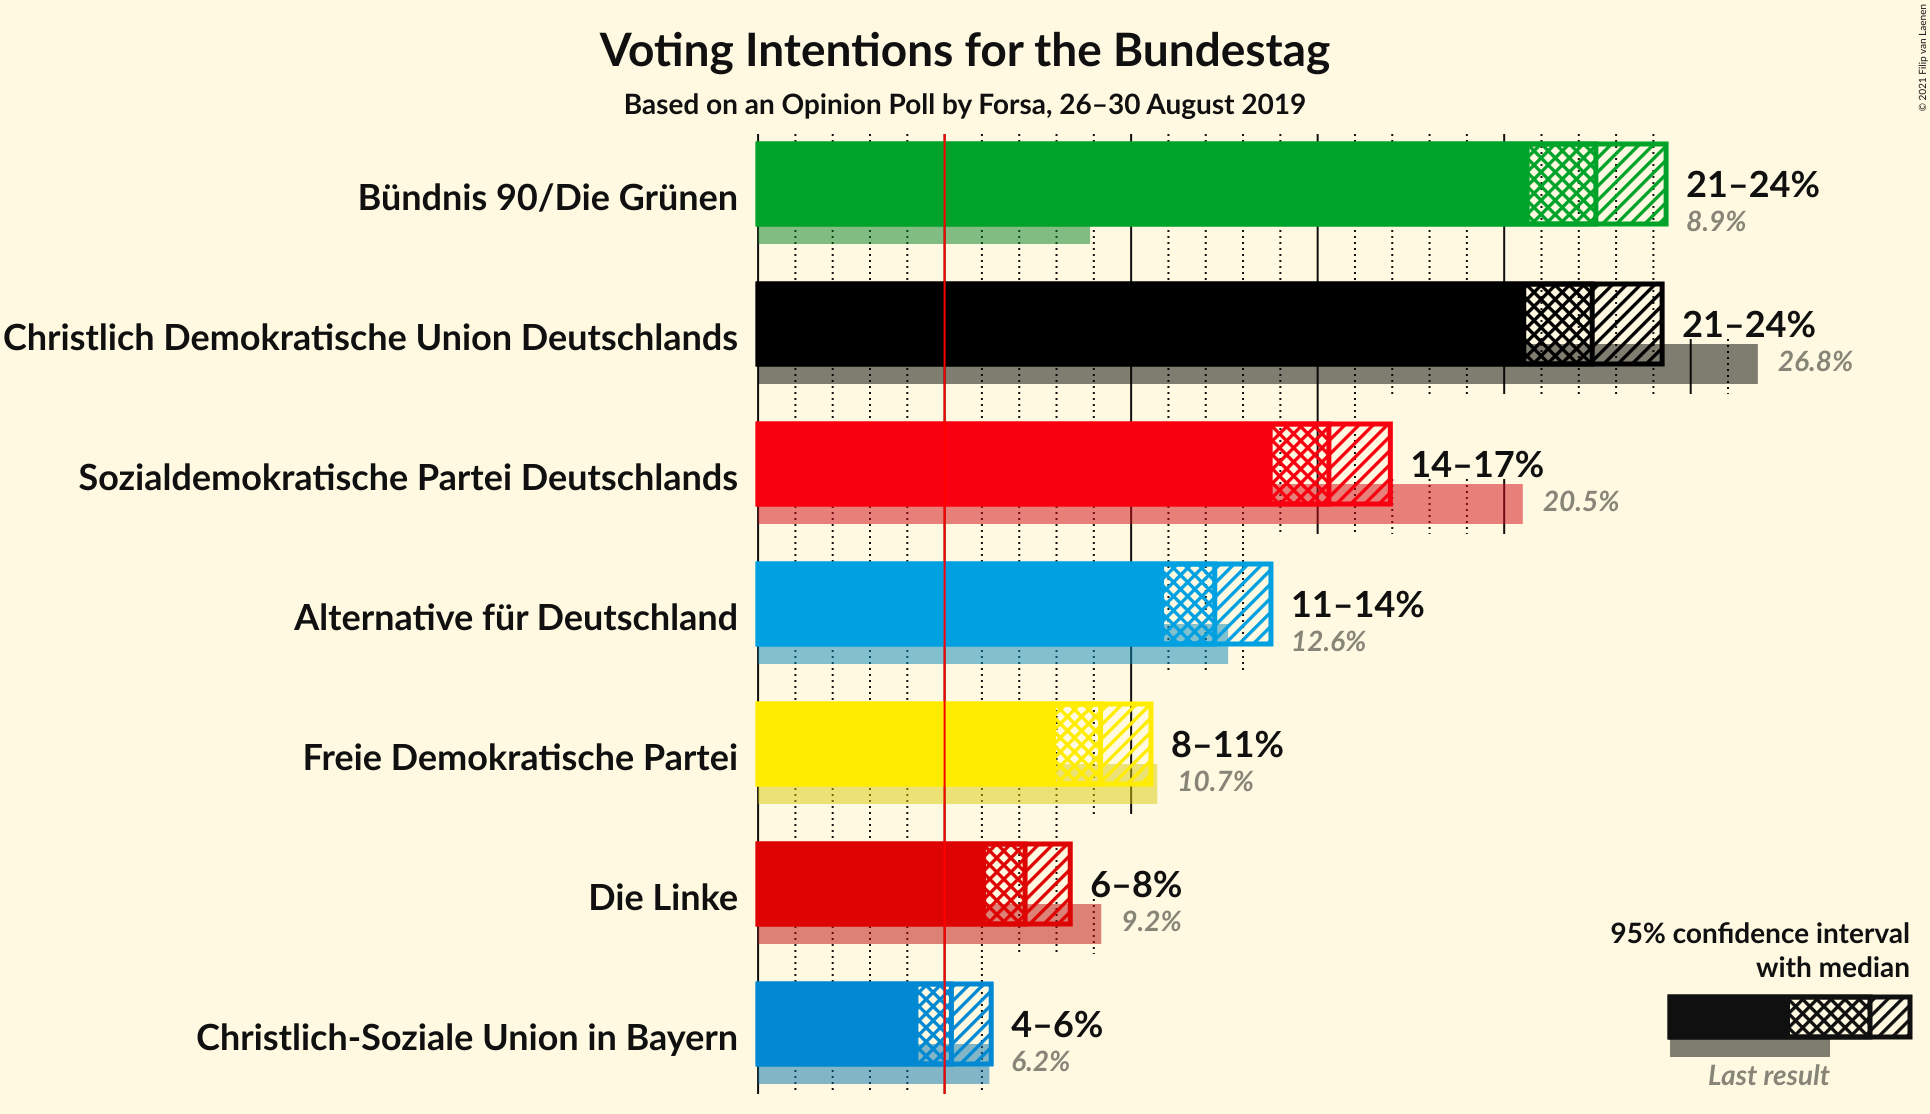 Voting Intentions for the Bundestag
Based on an Opinion Poll by Forsa, 26–30 August 2019
© 2021 Filip van Laenen
Bündnis 90/Die Grünen
21–24%
8.9%
Christlich Demokratische Union Deutschlands
21–24%
26.8%
Sozialdemokratische Partei Deutschlands
14–17%
20.5%
Alternative für Deutschland
11–14%
12.6%
Freie Demokratische Partei
8–11%
10.7%
Die Linke
6–8%
9.2%
Christlich-Soziale Union in Bayern
4–6%
6.2%
95% confidence interval
with median
Last result